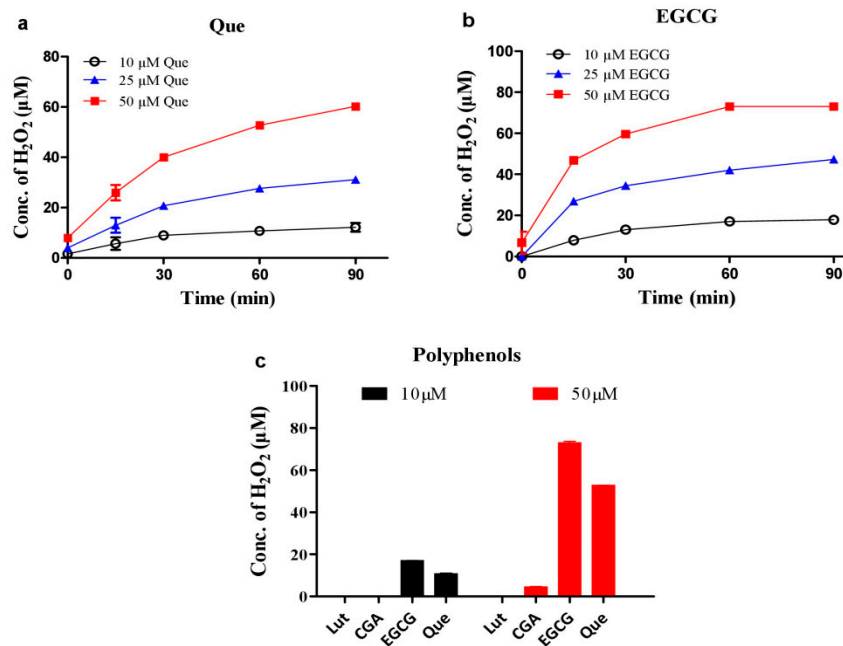 a
Que
10 µM Que
25 µM Que
50 µM Que
Conc. of H₂O₂ (µM)
80
60
40
20
0
0 30 60 90
Time (min)
b
EGCG
10 µM EGCG
25 µM EGCG
50 µM EGCG
Conc. of H₂O₂ (µM)
100
80
60
40
20
0
0 30 60 90
Time (min)
c
Polyphenols
10µM 50µM
Conc. of H₂O₂ (µM)
100
80
60
40
20
0
Lut CGA EGCG Que Lut CGA EGCG Que